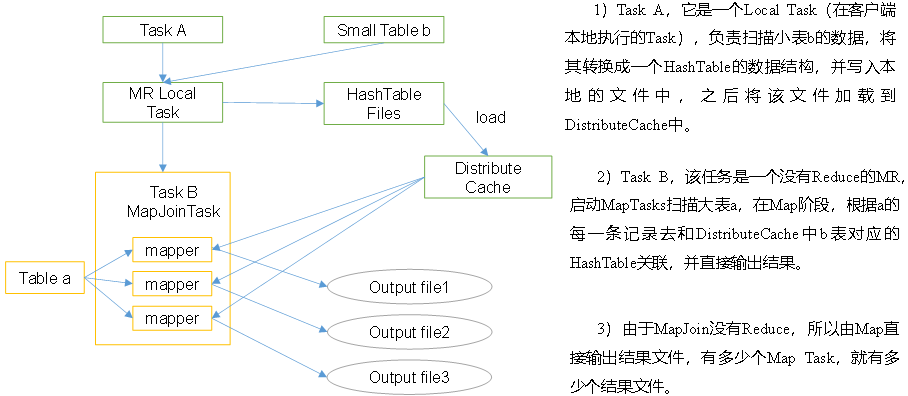 Task A
Small Table b
MR Local
Task
HashTable
Files
load
Distribute
Cache
Task B
MapJoinTask
mapper
mapper
mapper
Table a
Output file1
Output file2
Output file3
1）Task A，它是一个Local Task（在客户端
本地执行的Task），负责扫描小表b的数据，将
其转换成一个HashTable的数据结构，并写入本
地的文件中，之后将该文件加载到
DistributeCache中。
2）Task B，该任务是一个没有Reduce的MR，
启动MapTasks扫描大表a，在Map阶段，根据a的
每一条记录去和DistributeCache中b表对应的
HashTable关联，并直接输出结果。
3）由于MapJoin没有Reduce，所以由Map直
接输出结果文件，有多少个Map Task，就有多
少个结果文件。